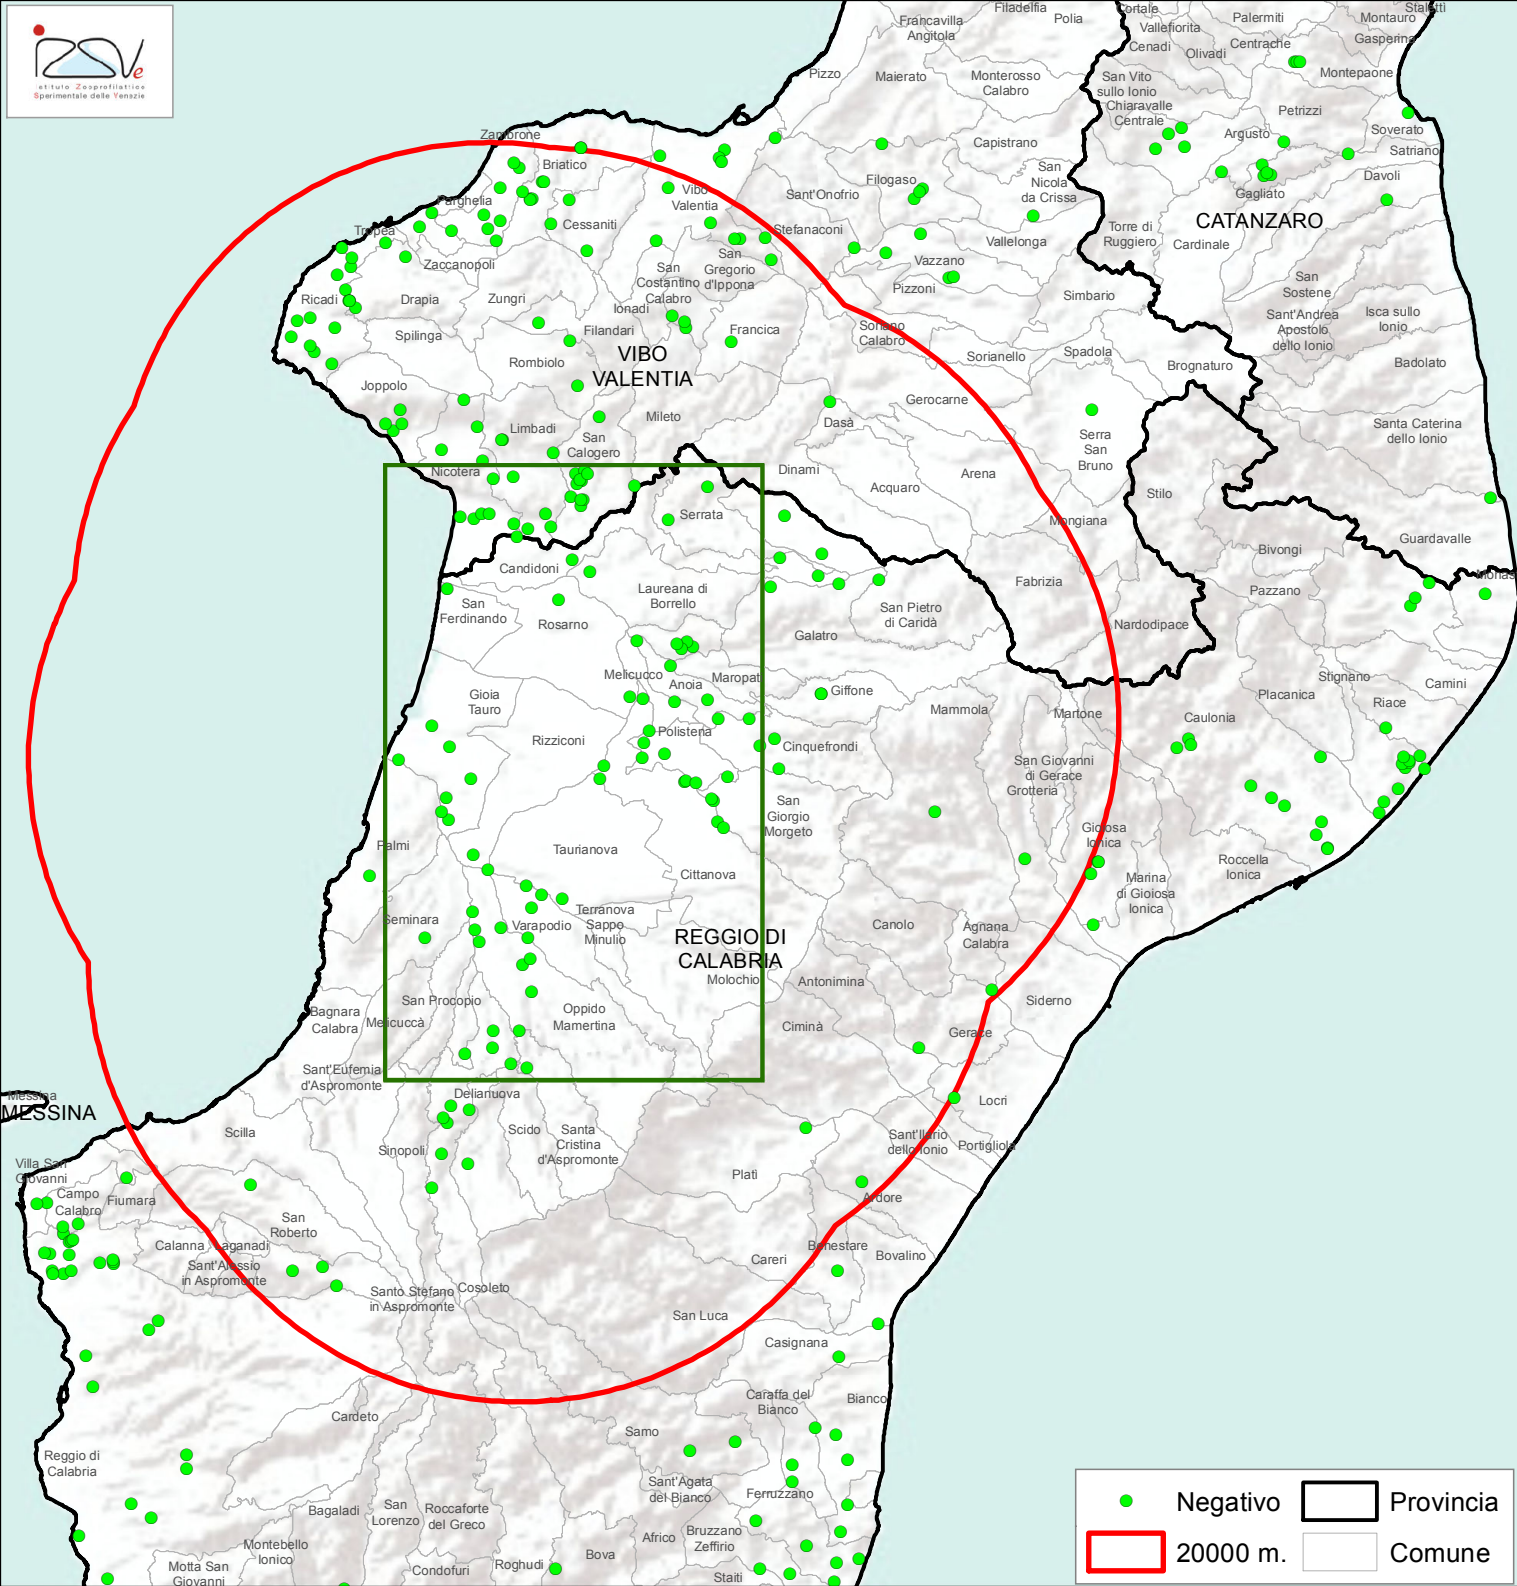 IZSVe
Istituto Zooprofilattico
Sperimentale delle Venezie
Filadelfia
Cortale
Staletti
Francavilla
Angitola
Polia
Vallefiorita
Palermiti
Montauro
Cenadi
Olivadi
Centrache
Gasperina
Pizzo
Maierato
Monterosso
Calabro
San Vito
sullo Ionio
Montepaone
Chiaravalle
Centrale
Petrizzi
Zambrone
Capistrano
Argusto
Soverato
Satriano
Briatico
San
Nicola
da Crissa
Filogaso
Sant'Onofrio
Vibo
Valentia
Gagliato
Davoli
Parghelia
CATANZARO
Tropea
Cessaniti
Stefanaconi
Vallelonga
Torre di
Ruggiero
Cardinale
Zaccanopoli
San
Gregorio
d'Ippona
San
Costantino
Calabro
Vazzano
Pizzoni
Simbario
San
Sostene
Ricadi
Drapia
Zungri
Ionadi
Sant'Andrea
Apostolo
dello Ionio
Isca sullo
Ionio
Spilinga
Filandari
Francica
Soriano
Calabro
Sorianello
Spadola
Brognaturo
Badolato
Rombiolo
VIBO
VALENTIA
Joppolo
Gerocarne
Mileto
Dasà
Santa Caterina
dello Ionio
Limbadi
San
Calogero
Serra
San
Bruno
Nicotera
Dinami
Arena
Acquaro
Stilo
Serrata
Mongiana
Guardavalle
Bivongi
Candidoni
Laureana di
Borrello
Fabrizia
Pazzano
San
Ferdinando
Rosarno
San Pietro
di Caridà
Galatro
Nardodipace
Melicucco
Anoia
Stignano
Camini
Gioia
Tauro
Giffone
Mammola
Martone
Placanica
Riace
Caulonia
Rizziconi
Polistena
Cinquefrondi
San Giovanni
di Gerace
Grotteria
San
Giorgio
Morgeto
Gioiosa
Ionica
Palmi
Taurianova
Cittanova
Roccella
Ionica
Marina
di Gioiosa
Ionica
Seminara
Varapodio
Terranova
Sappo
Minulio
Canolo
Agnana
Calabra
REGGIO DI
CALABRIA
Molochio
Antonimina
Siderno
San Procopio
Bagnara
Calabra
Melicuccà
Oppido
Mamertina
Ciminà
Gerace
Sant'Eufemia
d'Aspromonte
Delianuova
Locri
Messina
MESSINA
Scilla
Scido
Santa
Cristina
d'Aspromonte
Sant'Ilario
dello Ionio
Portigliola
Sinopoli
Villa San
Giovanni
Platì
Ardore
Campo
Calabro
Fiumara
San
Roberto
Calanna
Laganadi
Benestare
Bovalino
Careri
Sant'Alessio
in Aspromonte
Santo Stefano
in Aspromonte
Cosoleto
San Luca
Casignana
Caraffa del
Bianco
Bianco
Cardeto
Samo
Reggio di
Calabria
Sant'Agata
del Bianco
Ferruzzano
Bagaladi
San
Lorenzo
Roccaforte
del Greco
Africo
Bruzzano
Zeffirio
Montebello
Ionico
Bova
Motta San
Giovanni
Condofuri
Roghudi
Staiti
Negativo
Provincia
20000 m.
Comune